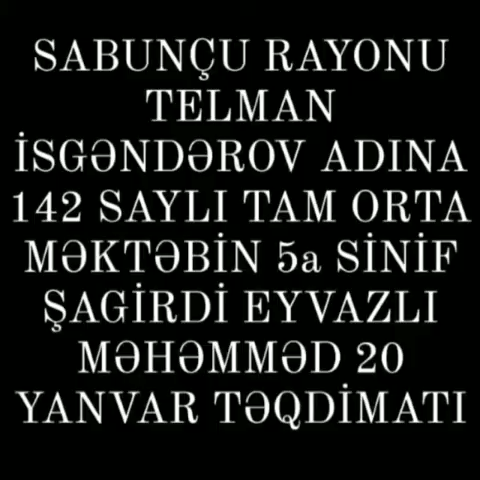 SABUNÇU RAYONU
TELMAN
İSGƏNDƏROV ADINA
142 SAYLI TAM ORTA
MƏKTƏBİN 5a SİNİF
ŞAGİRDİ EYVAZLI
MƏHƏMMƏD 20
YANVAR TƏQDİMATI